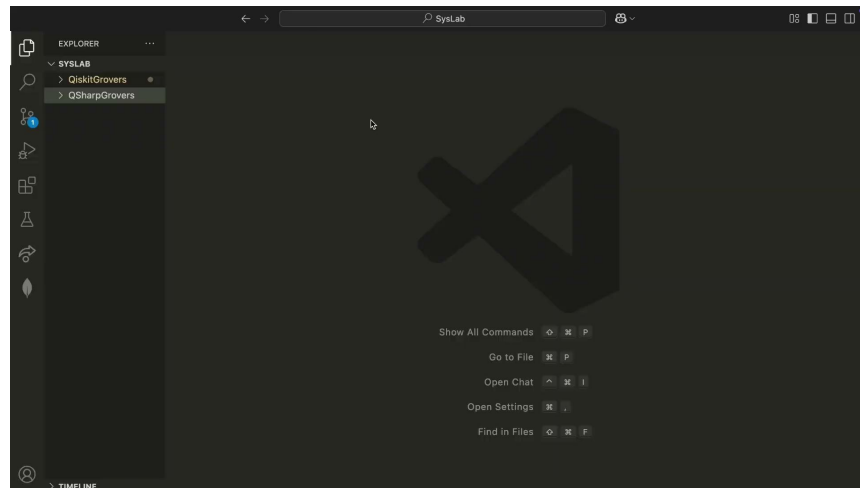 SysLab
EXPLORER
SYSLAB
QiskitGrovers
QSharpGrovers
1
Show All Commands ⇧ ⌘ P
Go to File ⌘ P
Open Chat ^ ⌘ I
Open Settings ⌘ ,
Find in Files ⇧ ⌘ F
TIMELINE